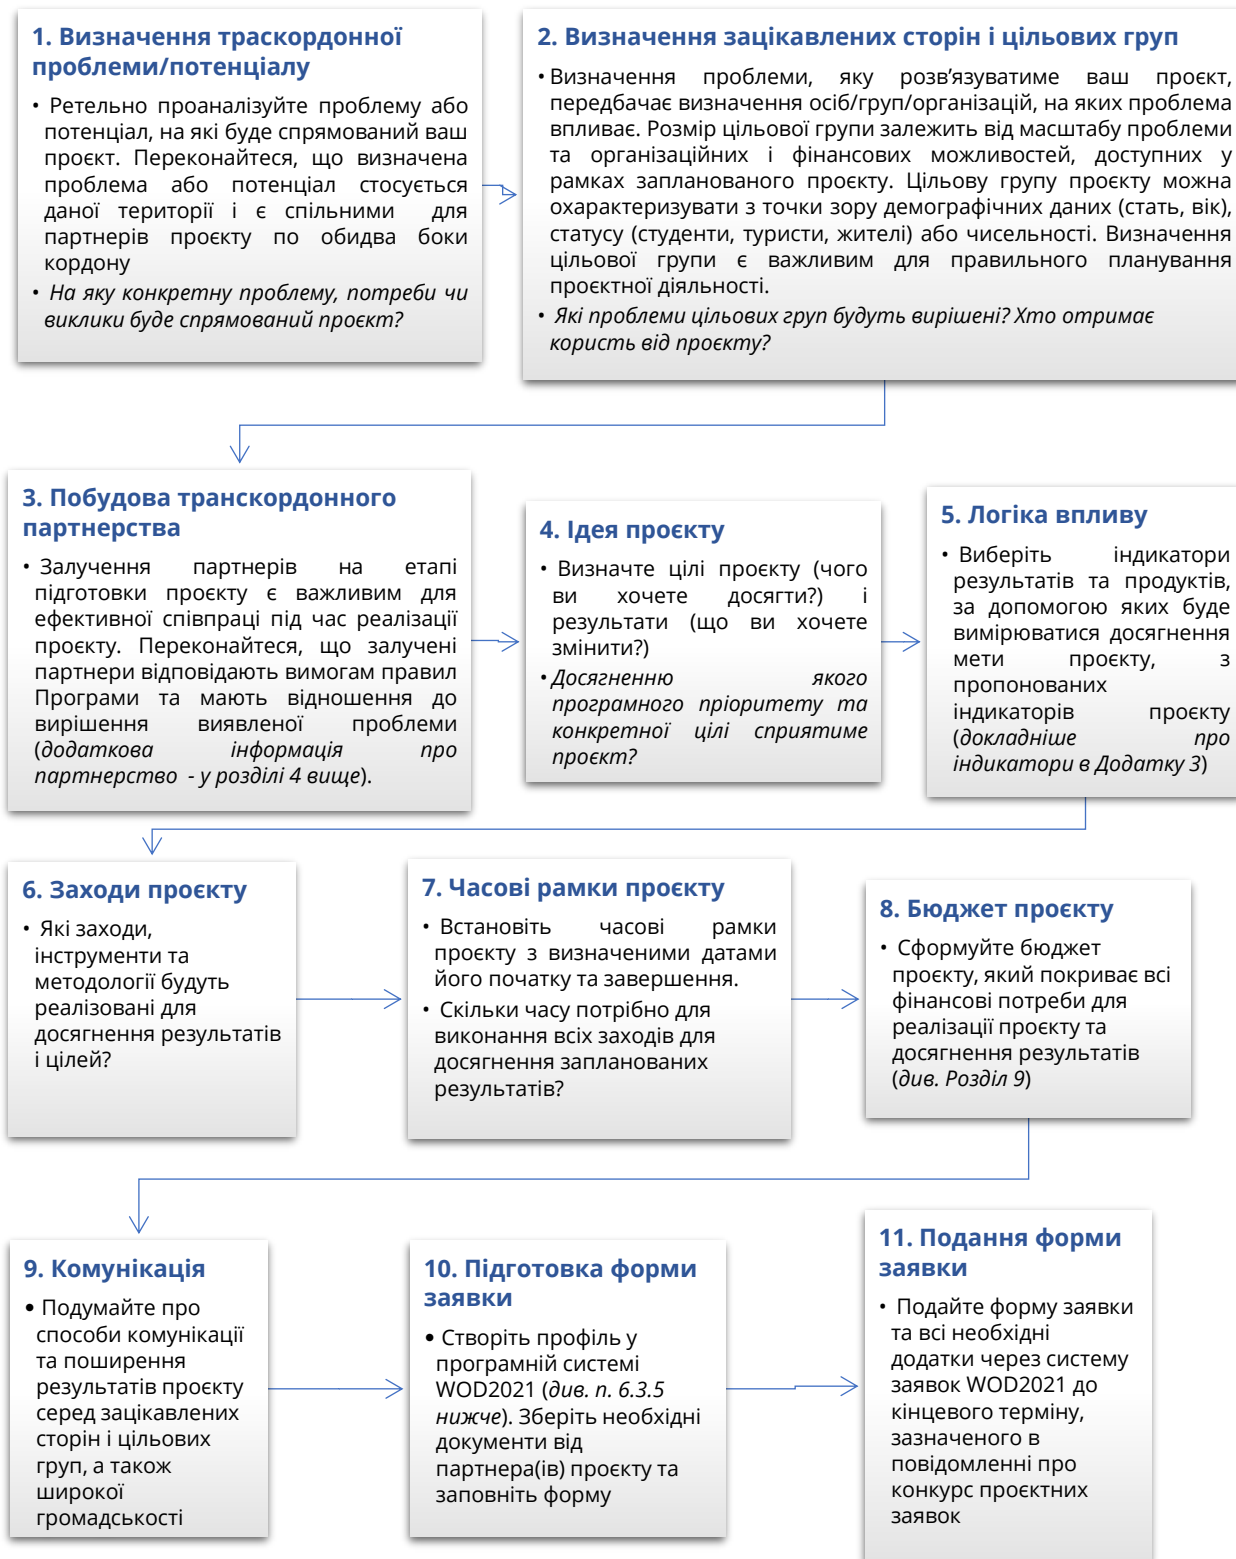 1. Визначення траскордонної
проблеми/потенціалу
• Ретельно проаналізуйте проблему або
потенціал, на які буде спрямований ваш
проєкт. Переконайтеся, що визначена
проблема або потенціал стосується
даної території і є спільними для
партнерів проєкту по обидва боки
кордону
• На яку конкретну проблему, потреби чи
виклики буде спрямований проєкт?
2. Визначення зацікавлених сторін і цільових груп
• Визначення проблеми, яку розв’язуватиме ваш проєкт,
передбачає визначення осіб/груп/організацій, на яких проблема
впливає. Розмір цільової групи залежить від масштабу проблеми
та організаційних і фінансових можливостей, доступних у
рамках запланованого проєкту. Цільову групу проєкту можна
охарактеризувати з точки зору демографічних даних (стать, вік),
статусу (студенти, туристи, жителі) або чисельності. Визначення
цільової групи є важливим для правильного планування
проєктної діяльності.
• Які проблеми цільових груп будуть вирішені? Хто отримає
користь від проєкту?
3. Побудова транскордонного
партнерства
• Залучення партнерів на етапі
підготовки проєкту є важливим для
ефективної співпраці під час реалізації
проєкту. Переконайтеся, що залучені
партнери відповідають вимогам правил
Програми та мають відношення до
вирішення виявленої проблеми
(додаткова інформація про
партнерство - у розділі 4 вище).
4. Ідея проєкту
• Визначте цілі проєкту (чого
ви хочете досягти?) і
результати (що ви хочете
змінити?)
• Досягненню якого
програмного пріоритету та
конкретної цілі сприятиме
проєкт?
5. Логіка впливу
• Виберіть індикатори
результатів та продуктів,
за допомогою яких буде
вимірюватися досягнення
мети проєкту, з
пропонованих
індикаторів проєкту
(докладніше про
індикатори в Додатку 3)
6. Заходи проєкту
• Які заходи,
інструменти та
методології будуть
реалізовані для
досягнення результатів
і цілей?
7. Часові рамки проєкту
• Встановіть часові рамки
проєкту з визначеними датами
його початку та завершення.
• Скільки часу потрібно для
виконання всіх заходів для
досягнення запланованих
результатів?
8. Бюджет проєкту
• Сформуйте бюджет
проєкту, який покриває всі
фінансові потреби для
реалізації проєкту та
досягнення результатів
(див. Розділ 9)
9. Комунікація
• Подумайте про
способи комунікації
та поширення
результатів проєкту
серед зацікавлених
сторін і цільових
груп, а також
широкої
громадськості
10. Підготовка форми
заявки
• Створіть профіль у
програмній системі
WOD2021 (див. п. 6.3.5
нижче). Зберіть необхідні
документи від
партнера(ів) проєкту та
заповніть форму
11. Подання форми
заявки
• Подайте форму заявки
та всі необхідні
додатки через систему
заявок WOD2021 до
кінцевого терміну,
зазначеного в
повідомленні про
конкурс проєктних
заявок